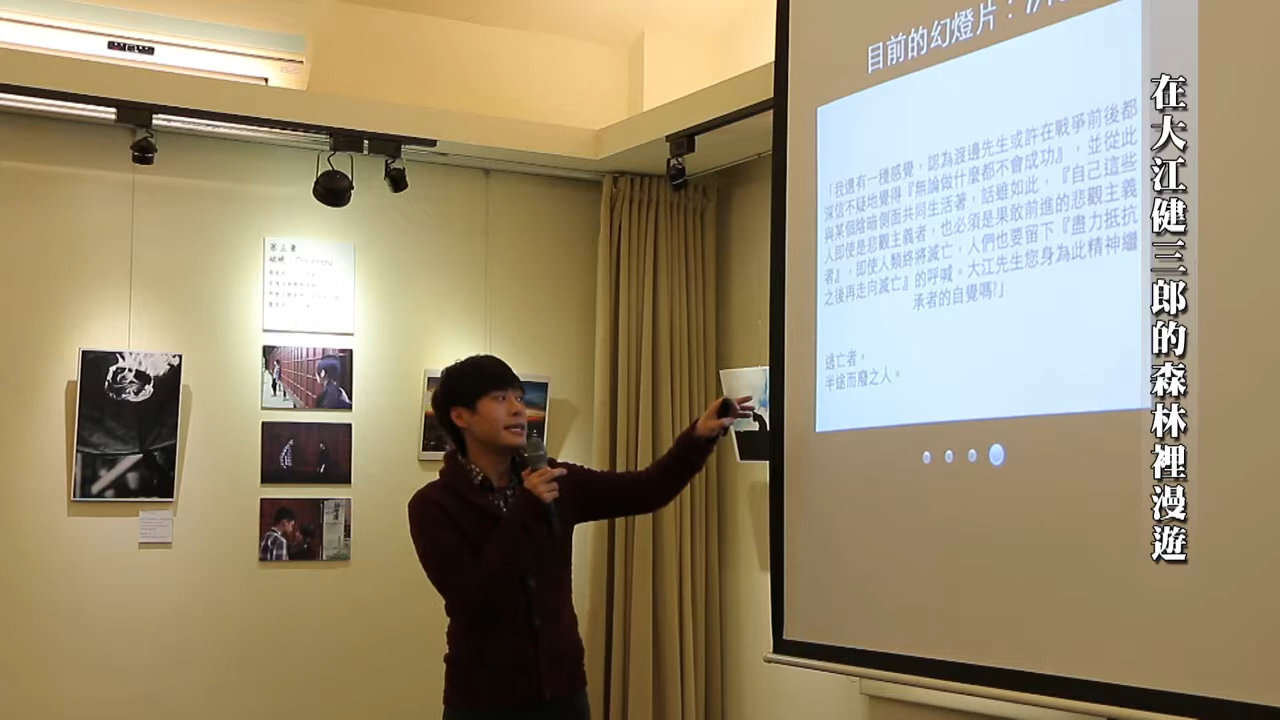 目前的幻燈片：
「我還有一種感覺，認為渡邊先生或許在戰爭前後都
深信不疑地覺得『無論做什麼都不會成功』，並從此
與某個陰暗側面共同生活著，話雖如此，『自己這些
人即使是悲觀主義者，也必須是果敢前進的悲觀主義
者』，即使人類終將滅亡，人們也要留下『盡力抵抗
之後再走向滅亡』的呼喊。大江先生您身為此精神繼
承者的自覺嗎?」
逃亡者。
半途而廢之人。
在大江健三郎的森林裡漫遊